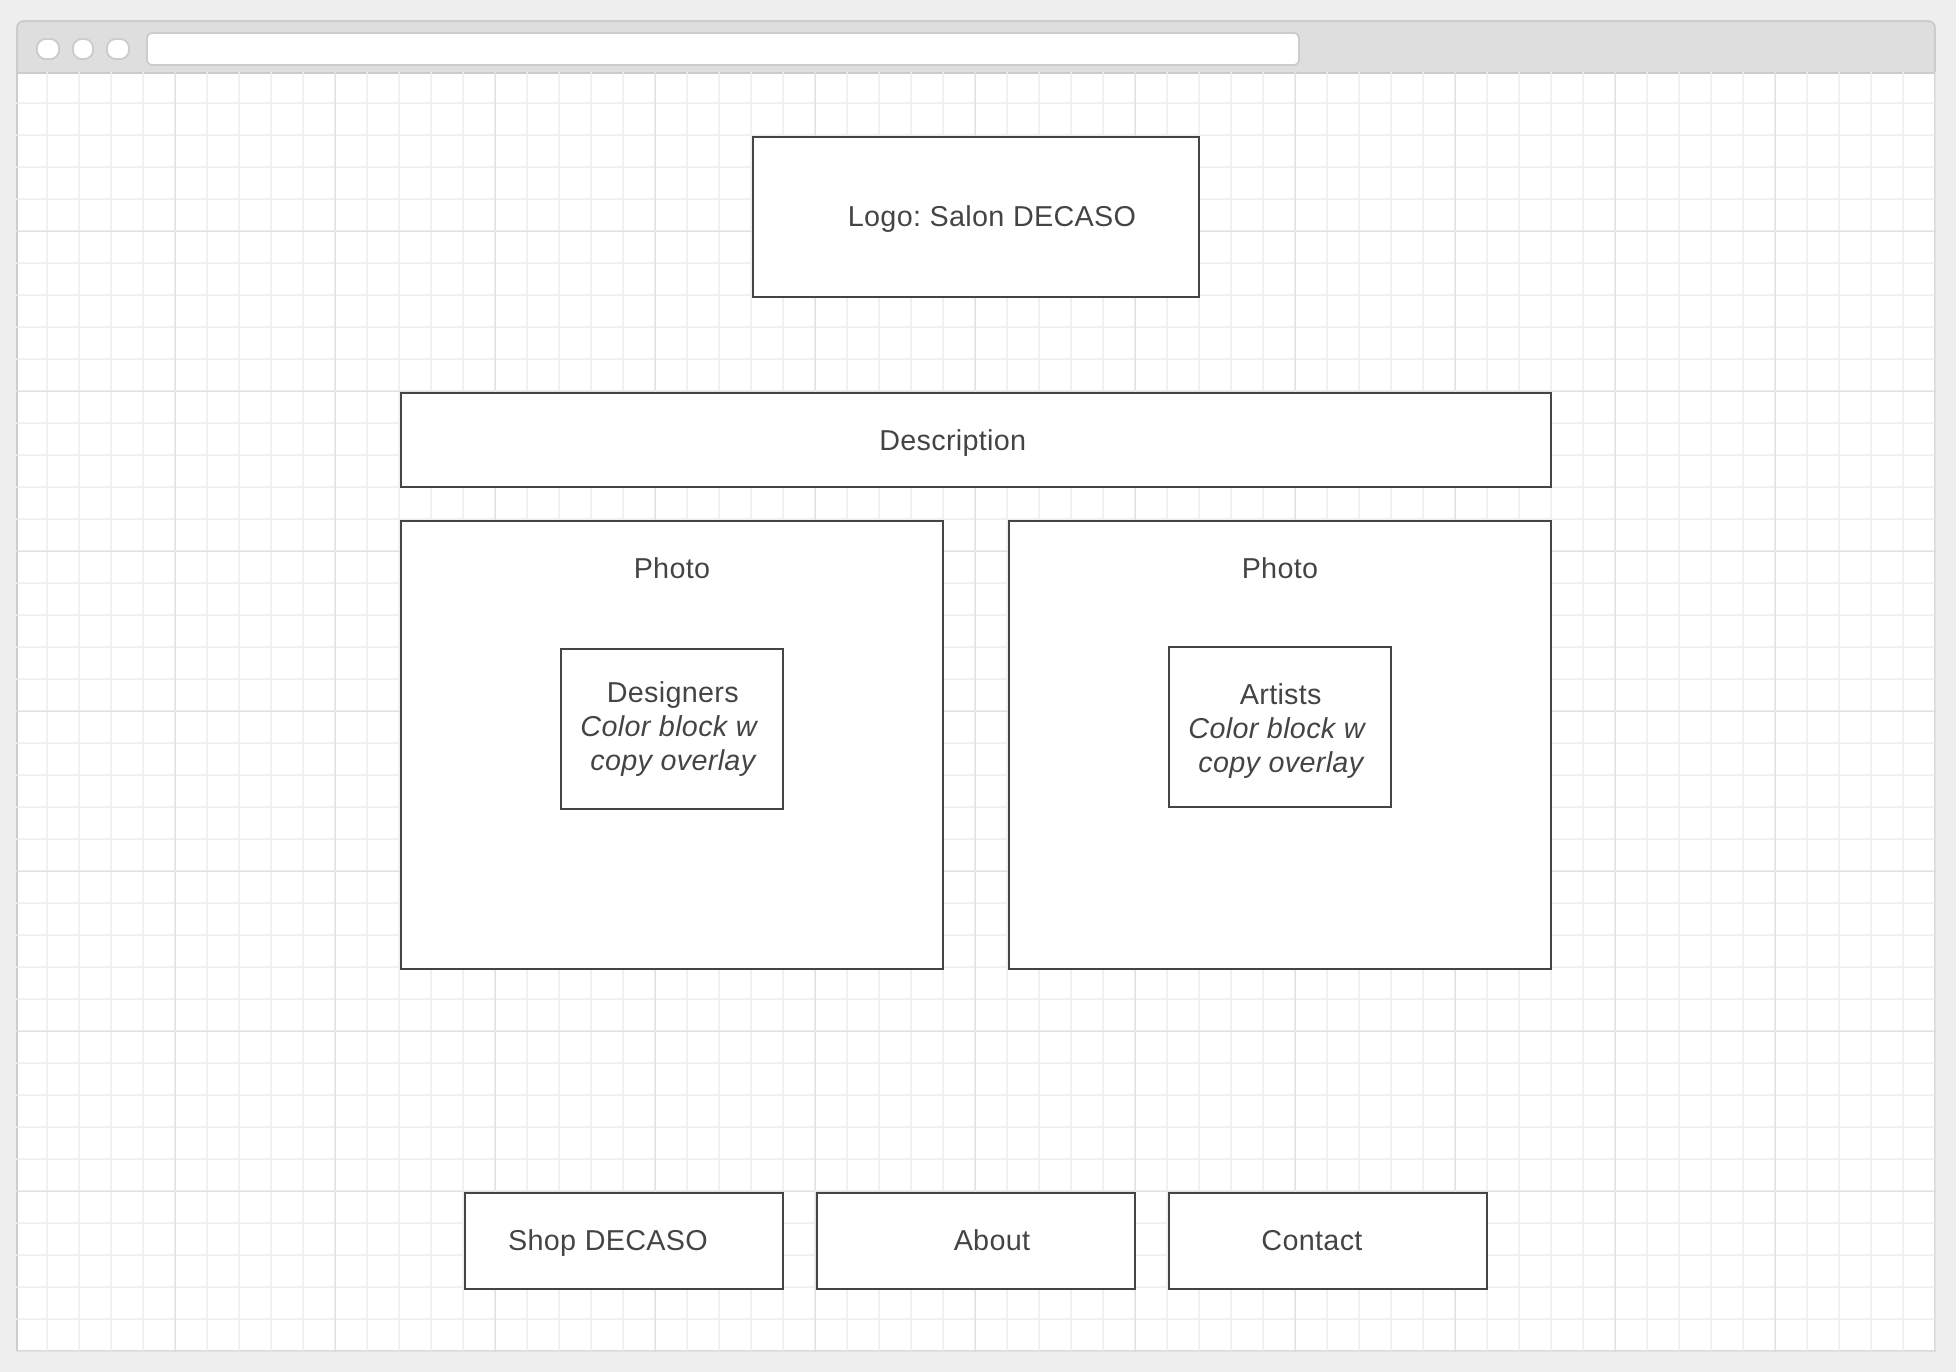 Logo: Salon DECASO
Description
Photo
Designers
Color block w
copy overlay
Photo
Artists
Color block w
copy overlay
Shop DECASO
About
Contact